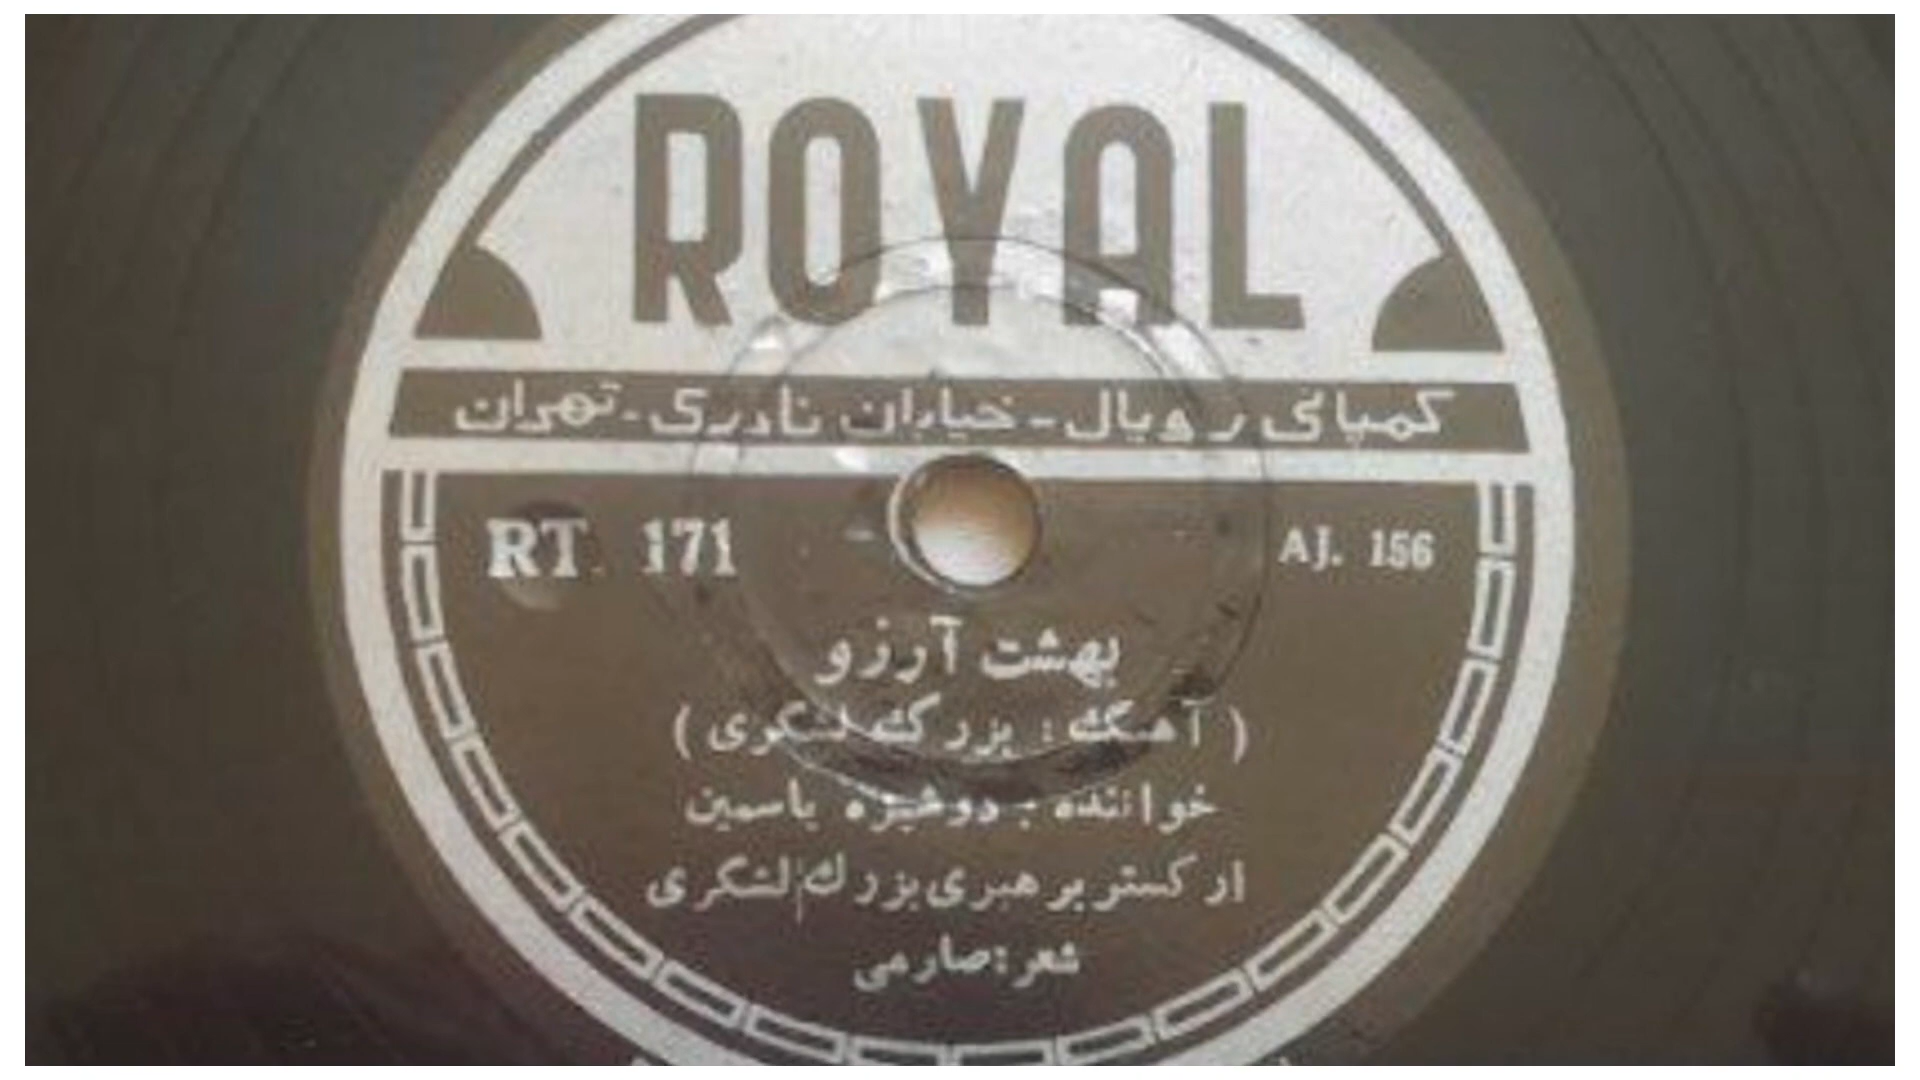 ROYAL
کمپانی رویال - خیابان نادری - تهران
RT. 171
AJ. 156
بهشت آرزو
( آهنگ : بزرگ لشکری )
خواننده : دوشیزه یاسمین
ارکستر برهبری بزرگ لشکری
شعر : صارمی